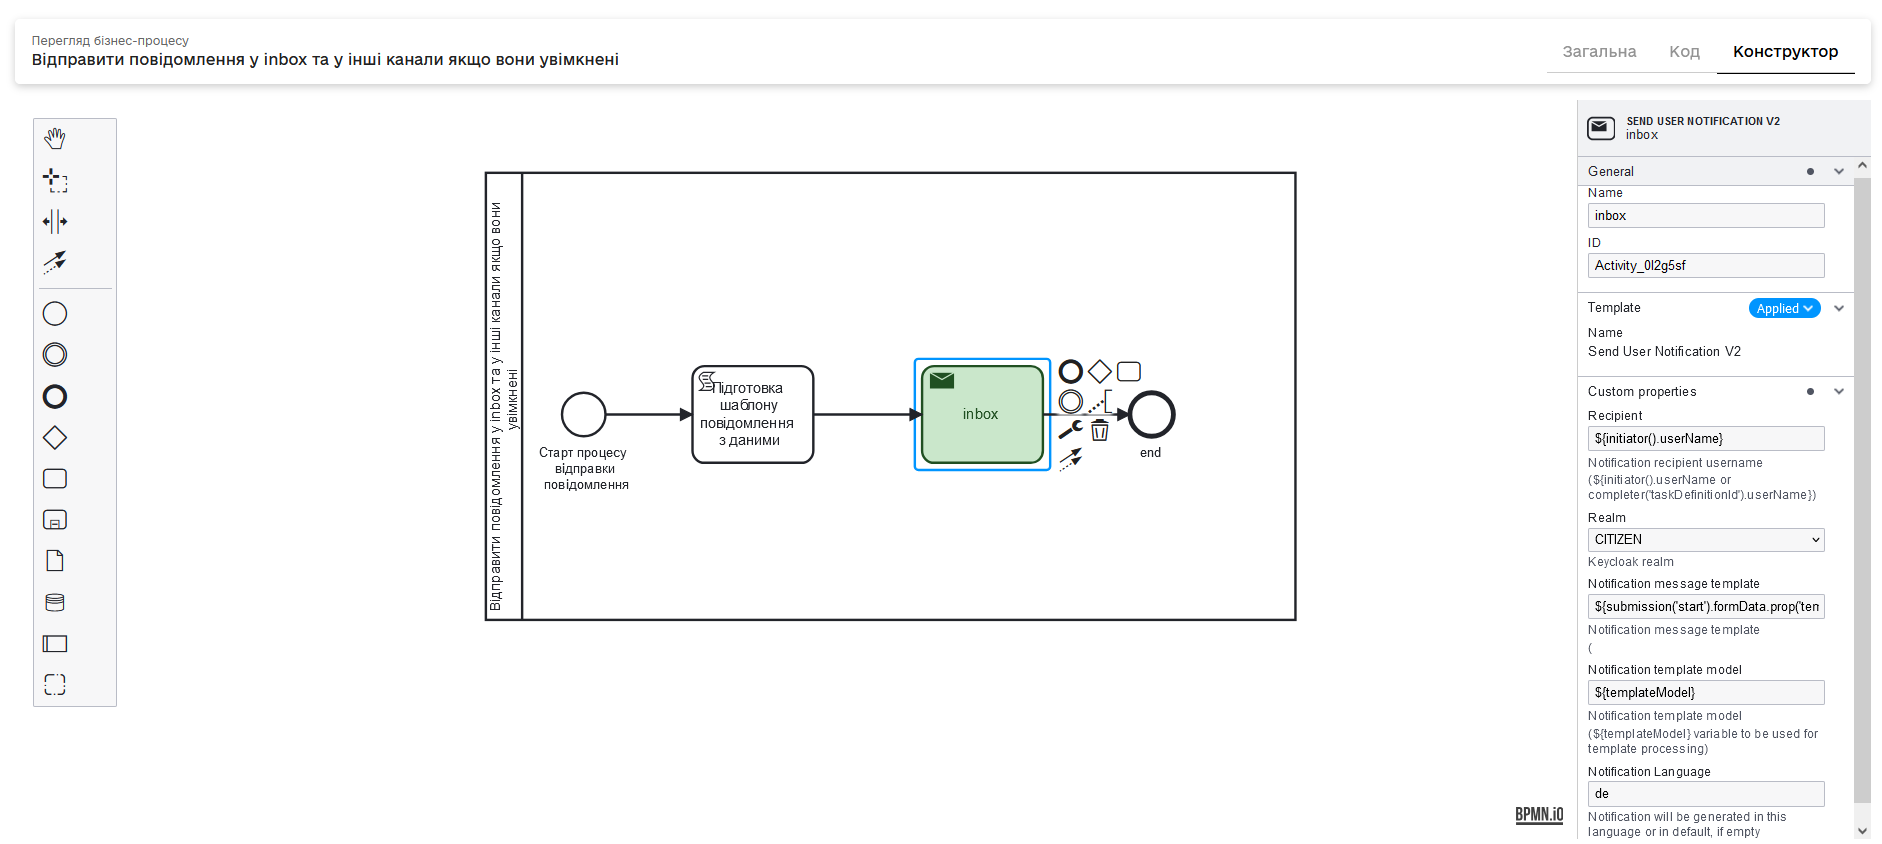 Перегляд бізнес-процесу
Відправити повідомлення у inbox та у інші канали якщо вони увімкнені
Загальна
Код
Конструктор
Відправити повідомлення у inbox та у інші канали якщо вони
увімкнені
Старт процесу
відправки
повідомлення
Підготовка
шаблону
повідомлення
з даними
inbox
end
BPMN.iO
SEND USER NOTIFICATION V2
inbox
General
Name
inbox
ID
Activity_0l2g5sf
Template
Applied
Name
Send User Notification V2
Custom properties
Recipient
${initiator().userName}
Notification recipient username
(${initiator().userName or
completer('taskDefinitionId').userName})
Realm
CITIZEN
Keycloak realm
Notification message template
${submission('start').formData.prop('tem
Notification message template
(
Notification template model
${templateModel}
Notification template model
(${templateModel} variable to be used for
template processing)
Notification Language
de
Notification will be generated in this
language or in default, if empty